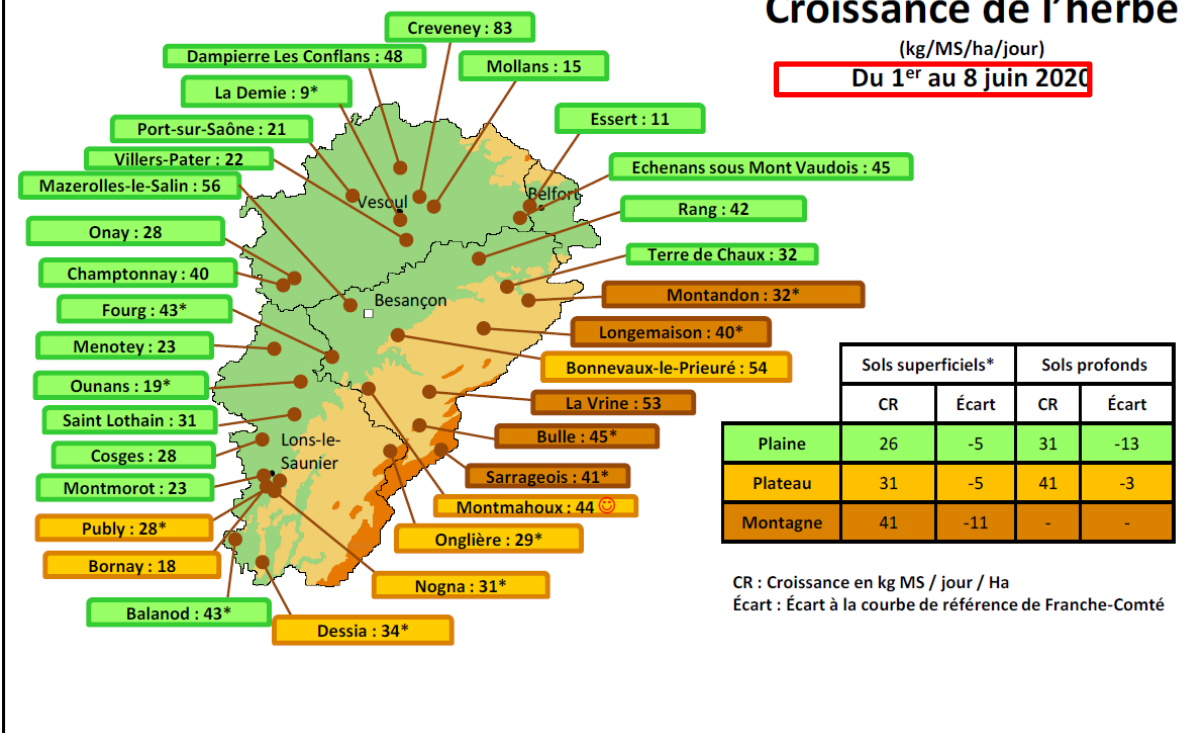 Croissance de l'herbe
(kg/MS/ha/jour)
Du 1er au 8 juin 2020
Creveney : 83
Dampierre Les Conflans : 48
Mollans : 15
La Demie : 9*
Essert : 11
Port-sur-Saône : 21
Villers-Pater : 22
Echenans sous Mont Vaudois : 45
Mazerolles-le-Salin : 56
Belfort
Vesoul
Rang : 42
Onay : 28
Terre de Chaux : 32
Champtonnay : 40
Montandon : 32*
Besançon
Fourg : 43*
Longemaison : 40*
Menotey : 23
Bonnevaux-le-Prieuré : 54
Ounans : 19*
La Vrine : 53
Saint Lothain : 31
Bulle : 45*
Lons-le-
Saunier
Cosges : 28
Sarrageois : 41*
Montmorot : 23
Montmahoux : 44
Publy : 28*
Onglière : 29*
Bornay : 18
Nogna : 31*
Balanod : 43*
Dessia : 34*
Sols superficiels* Sols profonds
CR Écart CR Écart
Plaine 26 -5 31 -13
Plateau 31 -5 41 -3
Montagne 41 -11 - -
CR : Croissance en kg MS / jour / Ha
Écart : Écart à la courbe de référence de Franche-Comté